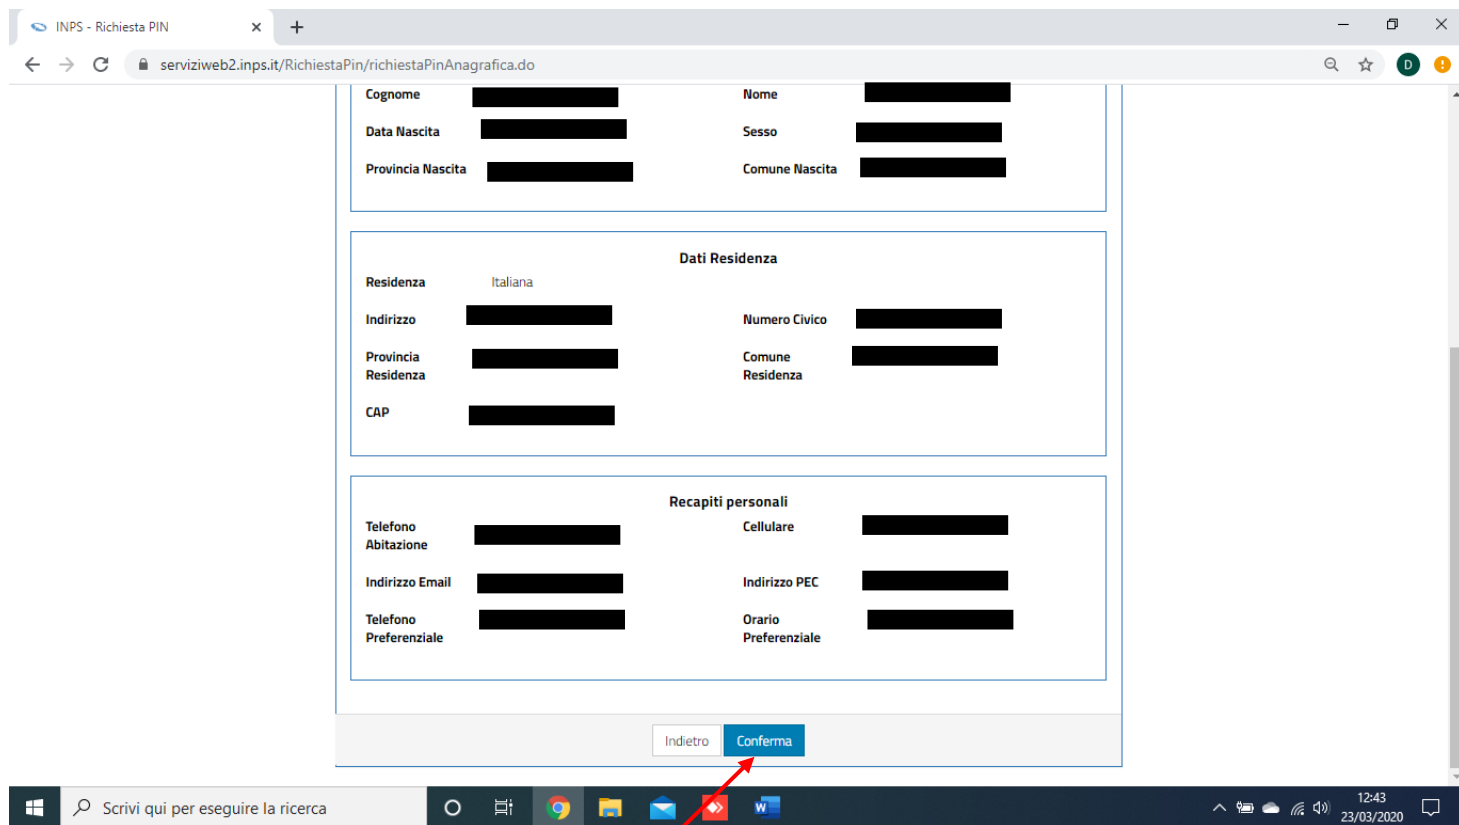 INPS - Richiesta PIN
serviziweb2.inps.it/RichiestaPin/richiestaPinAnagrafica.do
D
Cognome
Nome
Data Nascita
Sesso
Provincia Nascita
Comune Nascita
Dati Residenza
Residenza Italiana
Indirizzo
Numero Civico
Provincia
Residenza
Comune
Residenza
CAP
Recapiti personali
Telefono
Abitazione
Cellulare
Indirizzo Email
Indirizzo PEC
Telefono
Preferenziale
Orario
Preferenziale
Indietro
Conferma
Scrivi qui per eseguire la ricerca
W
12:43
23/03/2020